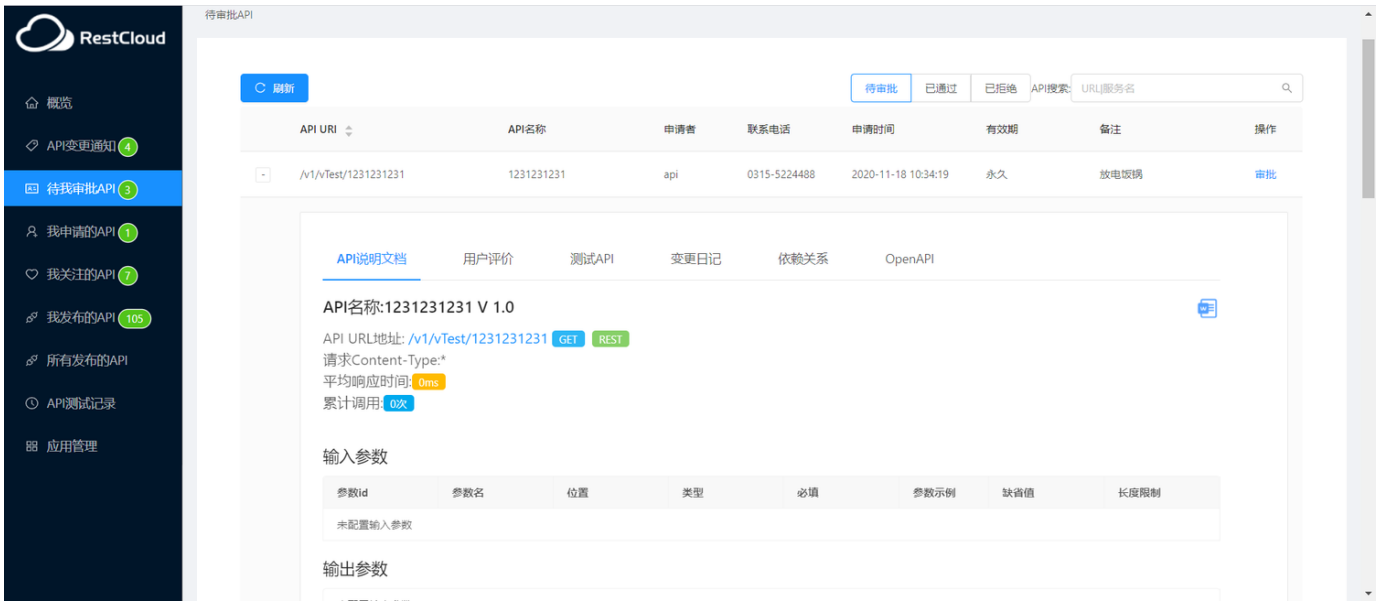 RestCloud
待审批API
概览
API变更通知 4
待我审批API 3
我申请的API 1
我关注的API 7
我发布的API 105
所有发布的API
API测试记录
应用管理
刷新
待审批 已通过 已拒绝 API搜索: URL|服务名
API URI API名称 申请者 联系电话 申请时间 有效期 备注 操作
- /v1/vTest/1231231231 1231231231 api 0315-5224488 2020-11-18 10:34:19 永久 放电饭锅 审批
API说明文档 用户评价 测试API 变更日记 依赖关系 OpenAPI
API名称:1231231231 V 1.0
API URL地址: /v1/vTest/1231231231 GET REST
请求Content-Type:*
平均响应时间: 0ms
累计调用: 0次
输入参数
参数id 参数名 位置 类型 必填 参数示例 缺省值 长度限制
未配置输入参数
输出参数